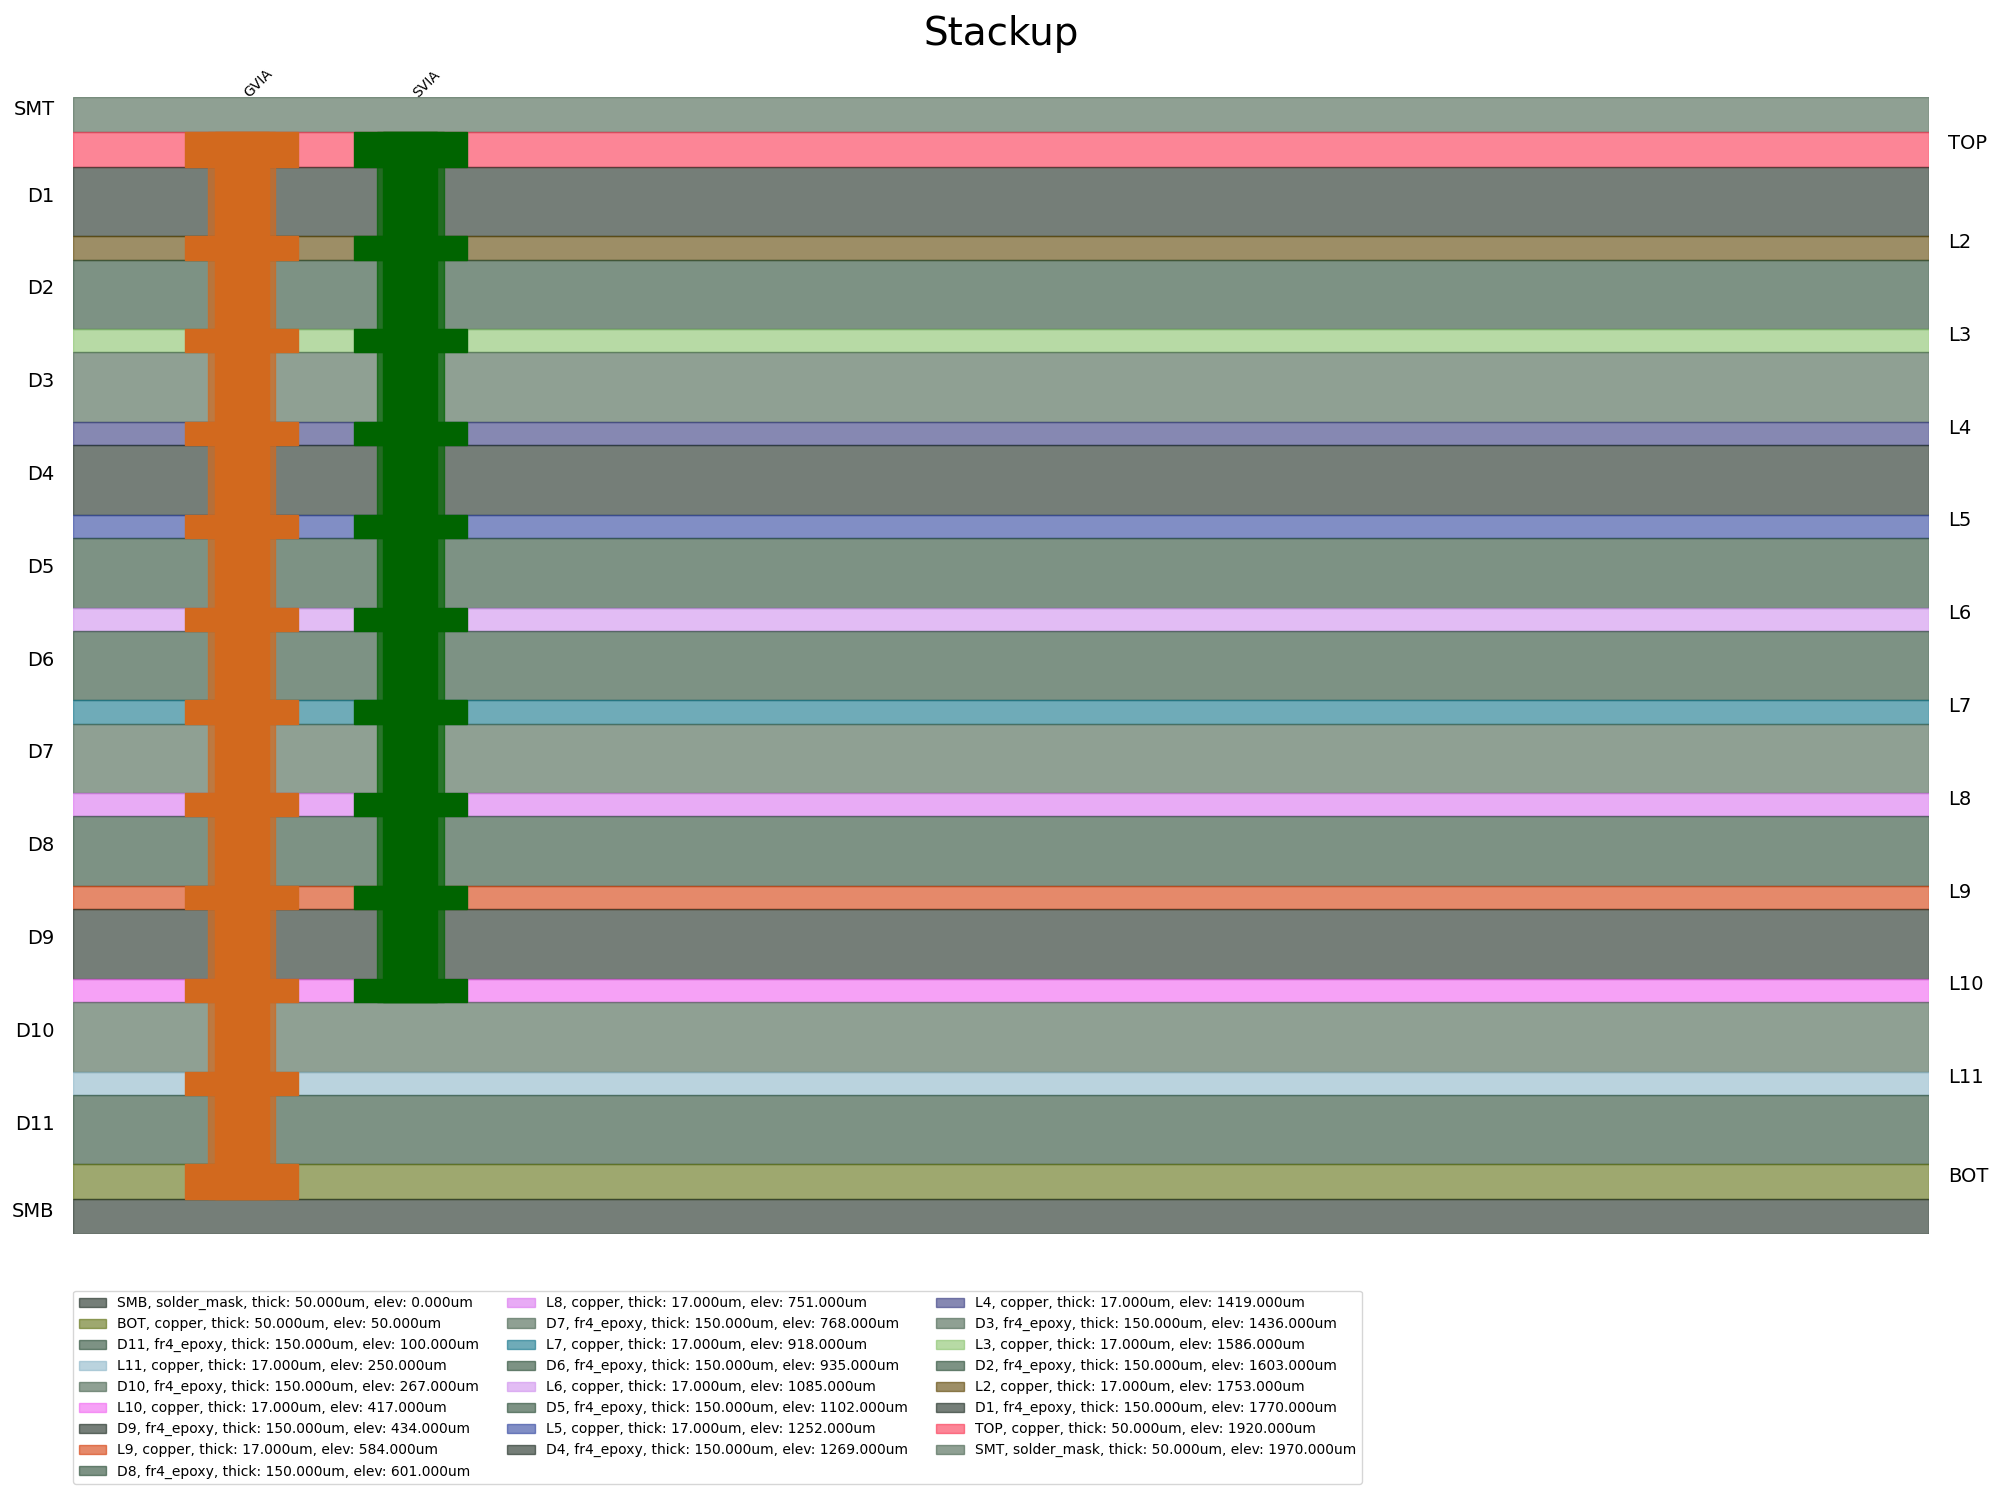 Stackup
GVIA
SVIA
SMT
TOP
D1
L2
D2
L3
D3
L4
D4
L5
D5
L6
D6
L7
D7
L8
D8
L9
D9
L10
D10
L11
D11
BOT
SMB
SMB, solder_mask, thick: 50.000um, elev: 0.000um
BOT, copper, thick: 50.000um, elev: 50.000um
D11, fr4_epoxy, thick: 150.000um, elev: 100.000um
L11, copper, thick: 17.000um, elev: 250.000um
D10, fr4_epoxy, thick: 150.000um, elev: 267.000um
L10, copper, thick: 17.000um, elev: 417.000um
D9, fr4_epoxy, thick: 150.000um, elev: 434.000um
L9, copper, thick: 17.000um, elev: 584.000um
D8, fr4_epoxy, thick: 150.000um, elev: 601.000um
L8, copper, thick: 17.000um, elev: 751.000um
D7, fr4_epoxy, thick: 150.000um, elev: 768.000um
L7, copper, thick: 17.000um, elev: 918.000um
D6, fr4_epoxy, thick: 150.000um, elev: 935.000um
L6, copper, thick: 17.000um, elev: 1085.000um
D5, fr4_epoxy, thick: 150.000um, elev: 1102.000um
L5, copper, thick: 17.000um, elev: 1252.000um
D4, fr4_epoxy, thick: 150.000um, elev: 1269.000um
L4, copper, thick: 17.000um, elev: 1419.000um
D3, fr4_epoxy, thick: 150.000um, elev: 1436.000um
L3, copper, thick: 17.000um, elev: 1586.000um
D2, fr4_epoxy, thick: 150.000um, elev: 1603.000um
L2, copper, thick: 17.000um, elev: 1753.000um
D1, fr4_epoxy, thick: 150.000um, elev: 1770.000um
TOP, copper, thick: 50.000um, elev: 1920.000um
SMT, solder_mask, thick: 50.000um, elev: 1970.000um